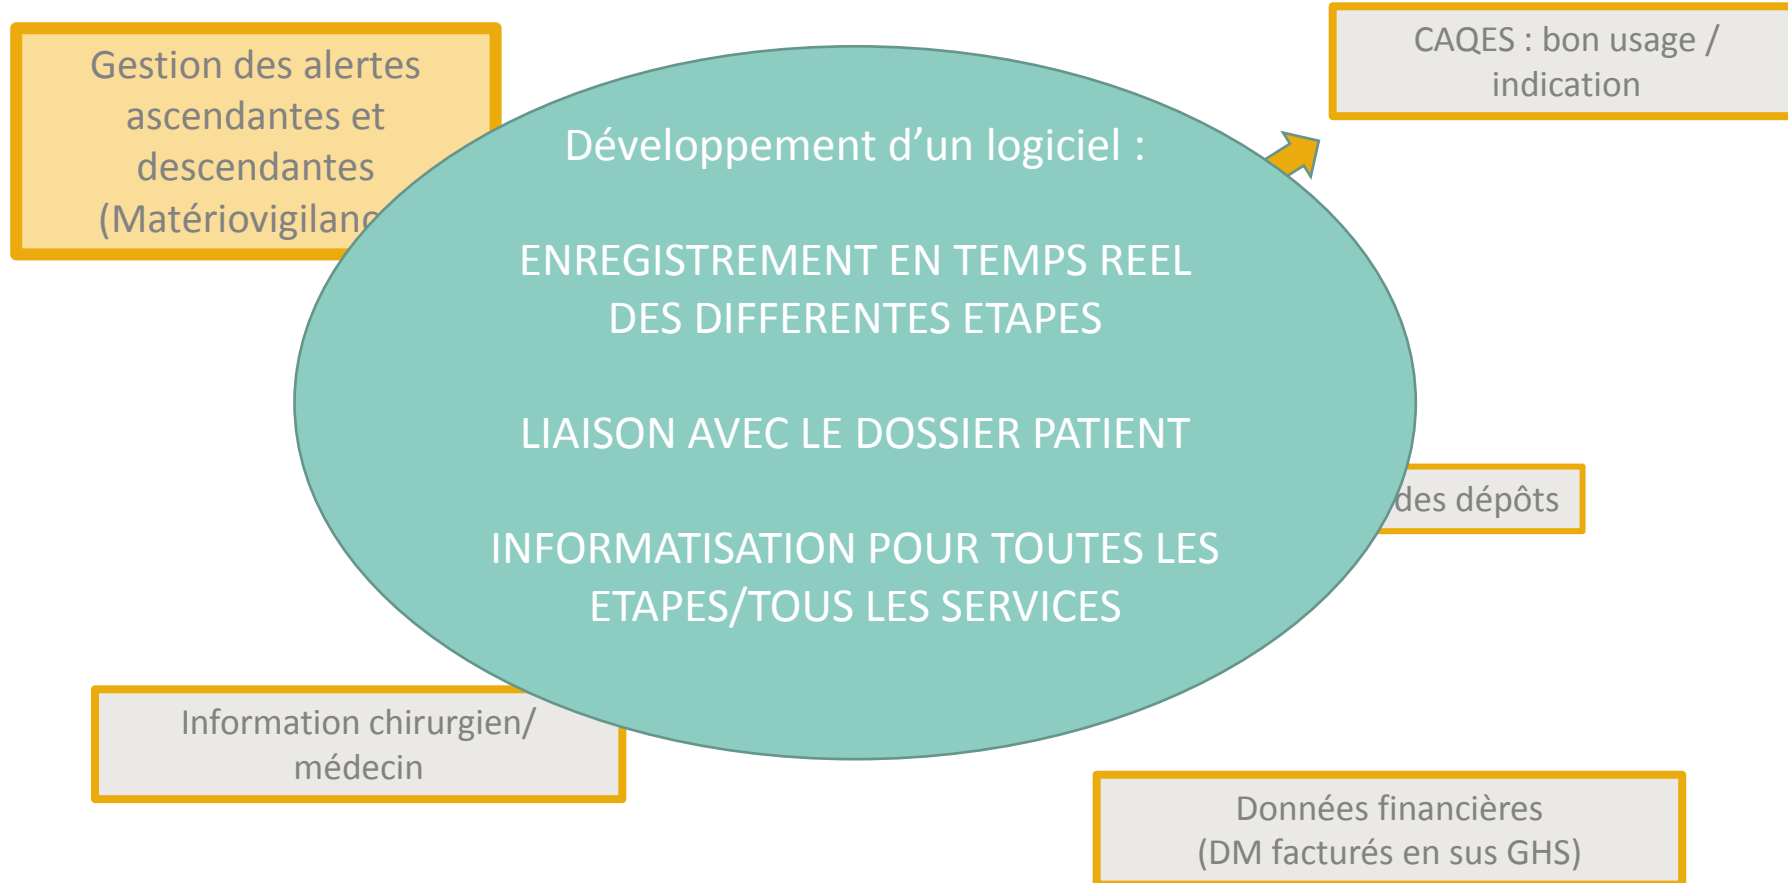 Gestion des alertes
ascendantes et
descendantes
(Matériovigilanc
CAQES : bon usage /
indication
Développement d’un logiciel :
ENREGISTREMENT EN TEMPS REEL
DES DIFFERENTES ETAPES
LIAISON AVEC LE DOSSIER PATIENT
INFORMATISATION POUR TOUTES LES
ETAPES/TOUS LES SERVICES
des dépôts
Information chirurgien/
médecin
Données financières
(DM facturés en sus GHS)